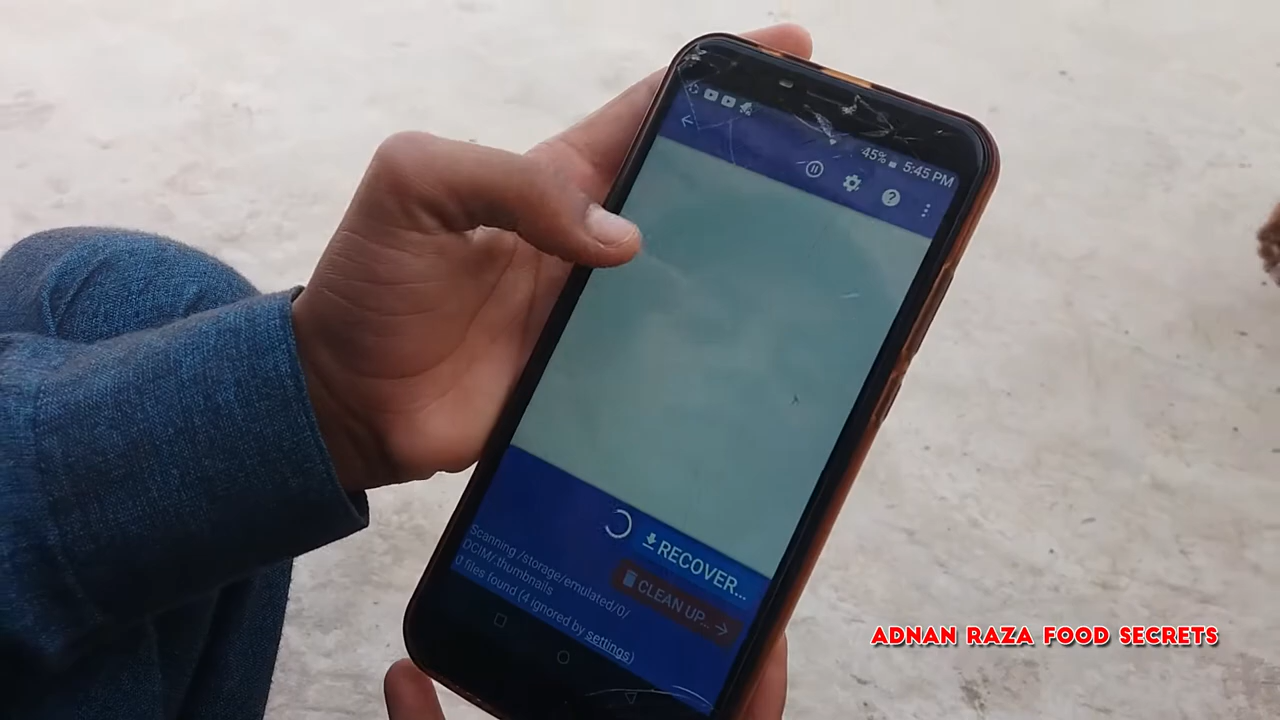 45% 5:45 PM
RECOVER...
CLEAN UP...
Scanning /storage/emulated/0/
DCIM/.thumbnails
0 files found (4 ignored by settings)
ADNAN RAZA FOOD SECRETS